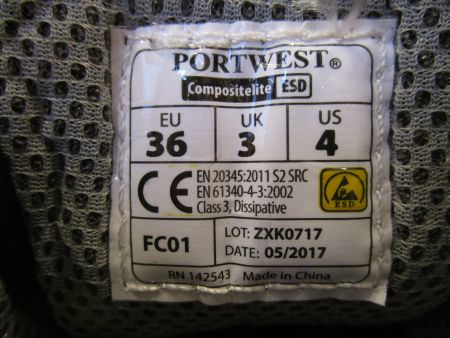 PORTWEST®
Compositelite ESD
EU UK US
36 3 4
CE
EN 20345:2011 S2 SRC
EN 61340-4-3:2002
Class 3, Dissipative
ESD
FC01
LOT: ZXK0717
DATE: 05/2017
RN 142543 Made in China